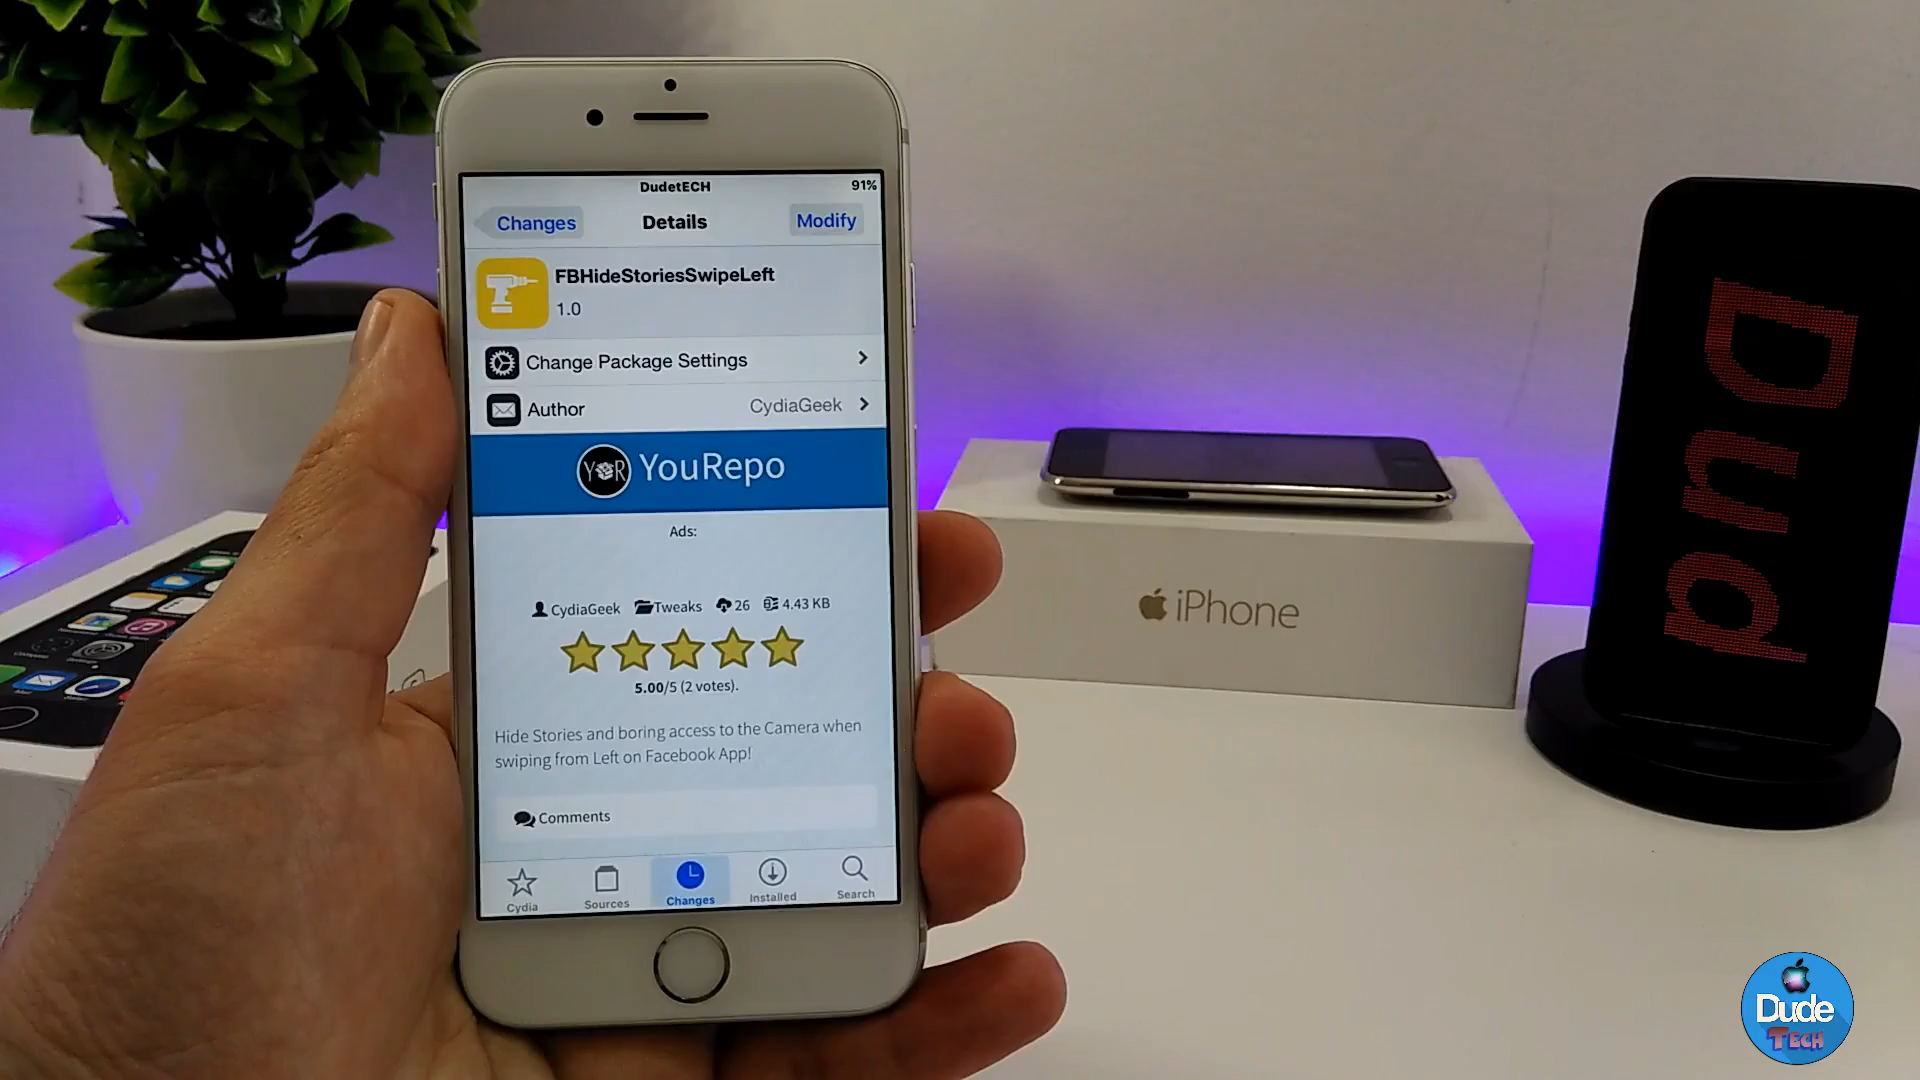 DudetECH
91%
Changes
Details
Modify
FBHideStoriesSwipeLeft
1.0
Change Package Settings
Author
CydiaGeek
YouRepo
Ads:
CydiaGeek Tweaks 26 4.43 KB
5.00/5 (2 votes).
Hide Stories and boring access to the Camera when
swiping from Left on Facebook App!
Comments
Cydia
Sources
Changes
Installed
Search
iPhone
Dud
Dude
TECH